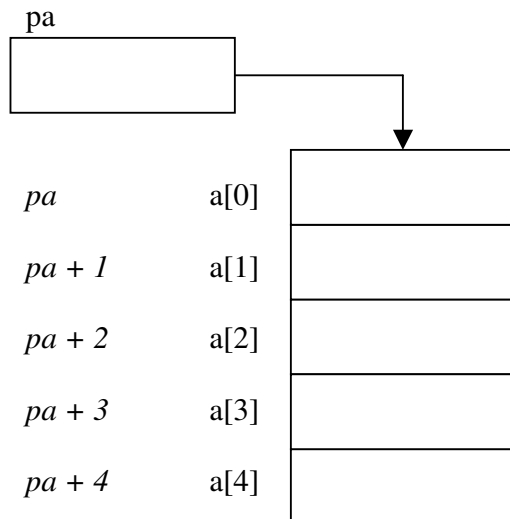 pa
pa a[0]
pa + 1 a[1]
pa + 2 a[2]
pa + 3 a[3]
pa + 4 a[4]